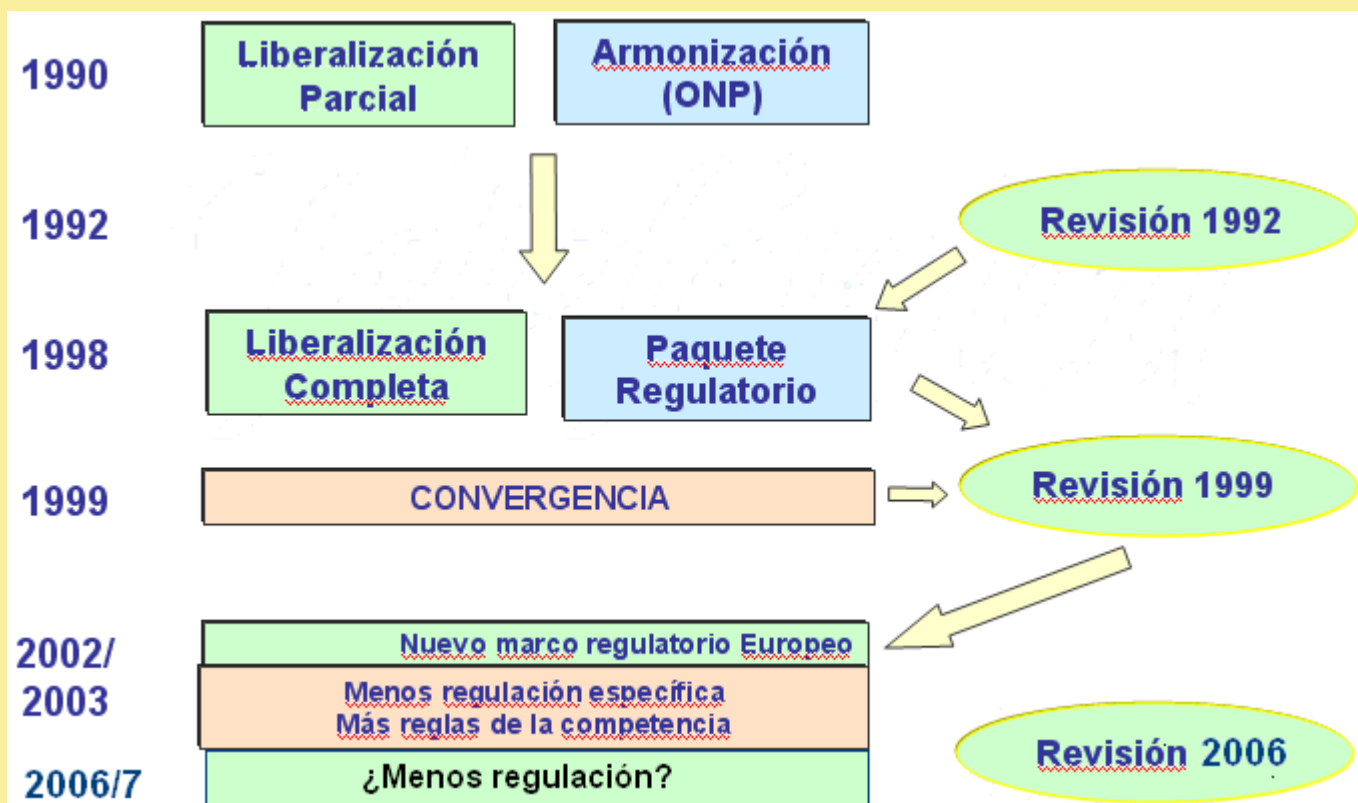 1990
Liberalización
Parcial
Armonización
(ONP)
1992
Revisión 1992
1998
Liberalización
Completa
Paquete
Regulatorio
1999
CONVERGENCIA
Revisión 1999
2002/
2003
Nuevo marco regulatorio Europeo
Menos regulación específica
Más reglas de la competencia
Revisión 2006
2006/7
¿Menos regulación?